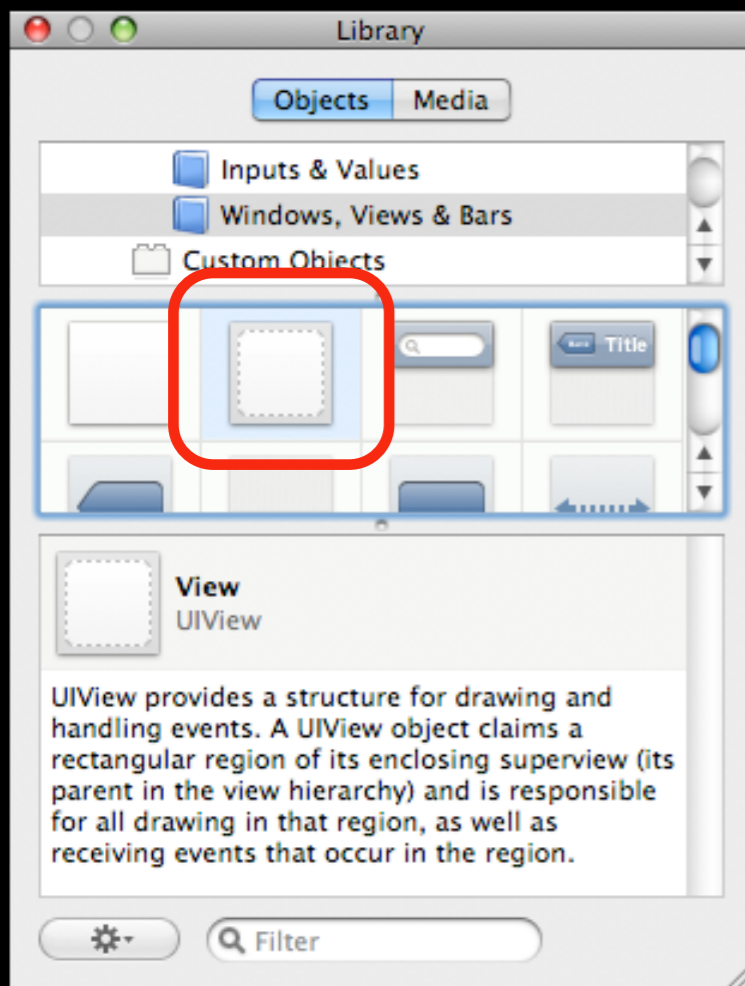 Library
Objects Media
Inputs & Values
Windows, Views & Bars
Custom Objects
Title
View
UIView
UIView provides a structure for drawing and
handling events. A UIView object claims a
rectangular region of its enclosing superview (its
parent in the view hierarchy) and is responsible
for all drawing in that region, as well as
receiving events that occur in the region.
Filter